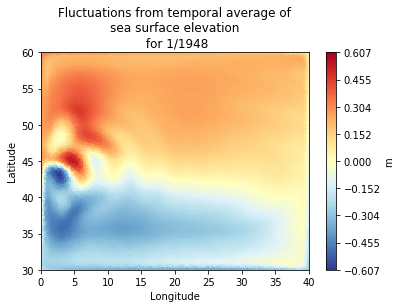 Fluctuations from temporal average of
sea surface elevation
for 1/1948
60
55
50
45
40
35
30
Latitude
0 5 10 15 20 25 30 35 40
Longitude
0.607
0.455
0.304
0.152
0.000
−0.152
−0.304
−0.455
−0.607
m